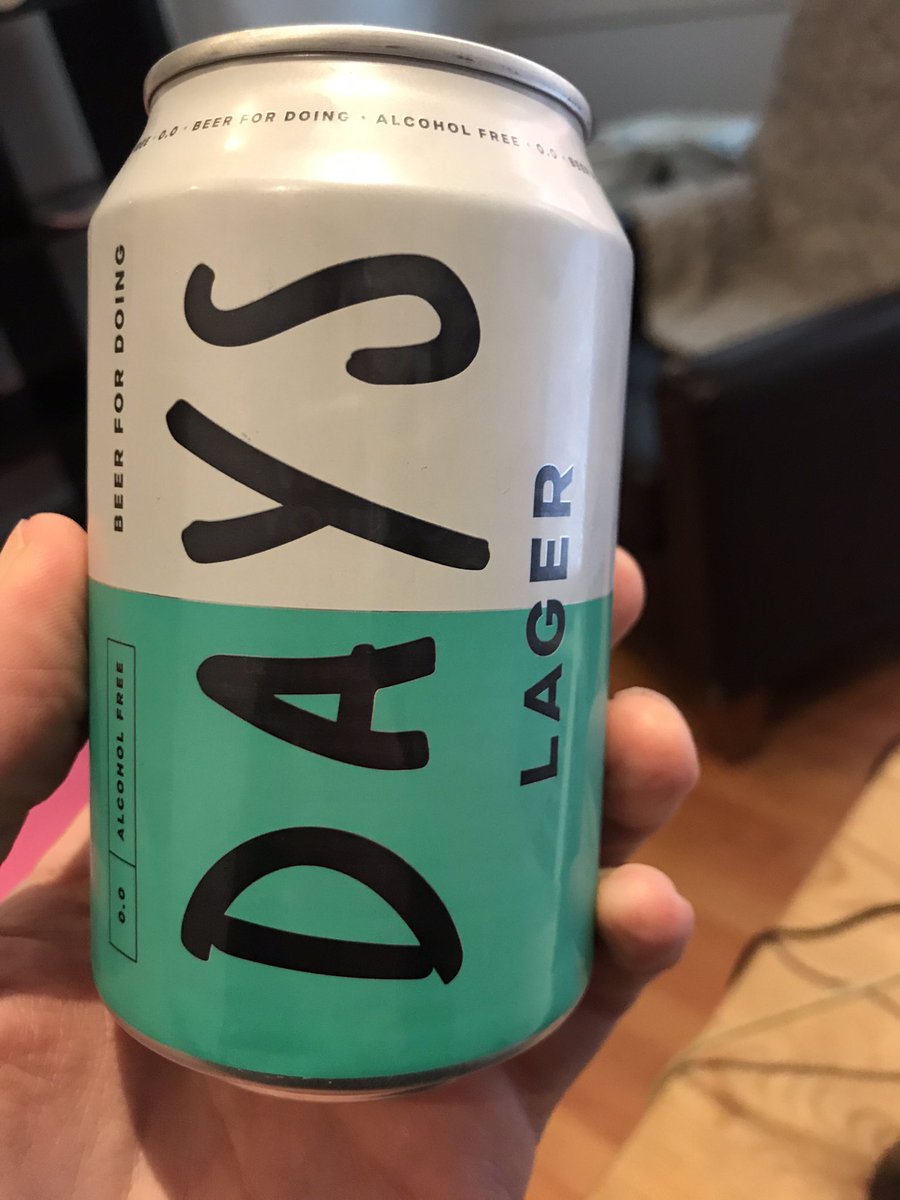 0.0 • BEER FOR DOING • ALCOHOL FREE • 0.0 •
BEER FOR DOING
0.0 ALCOHOL FREE
DAYS
LAGER